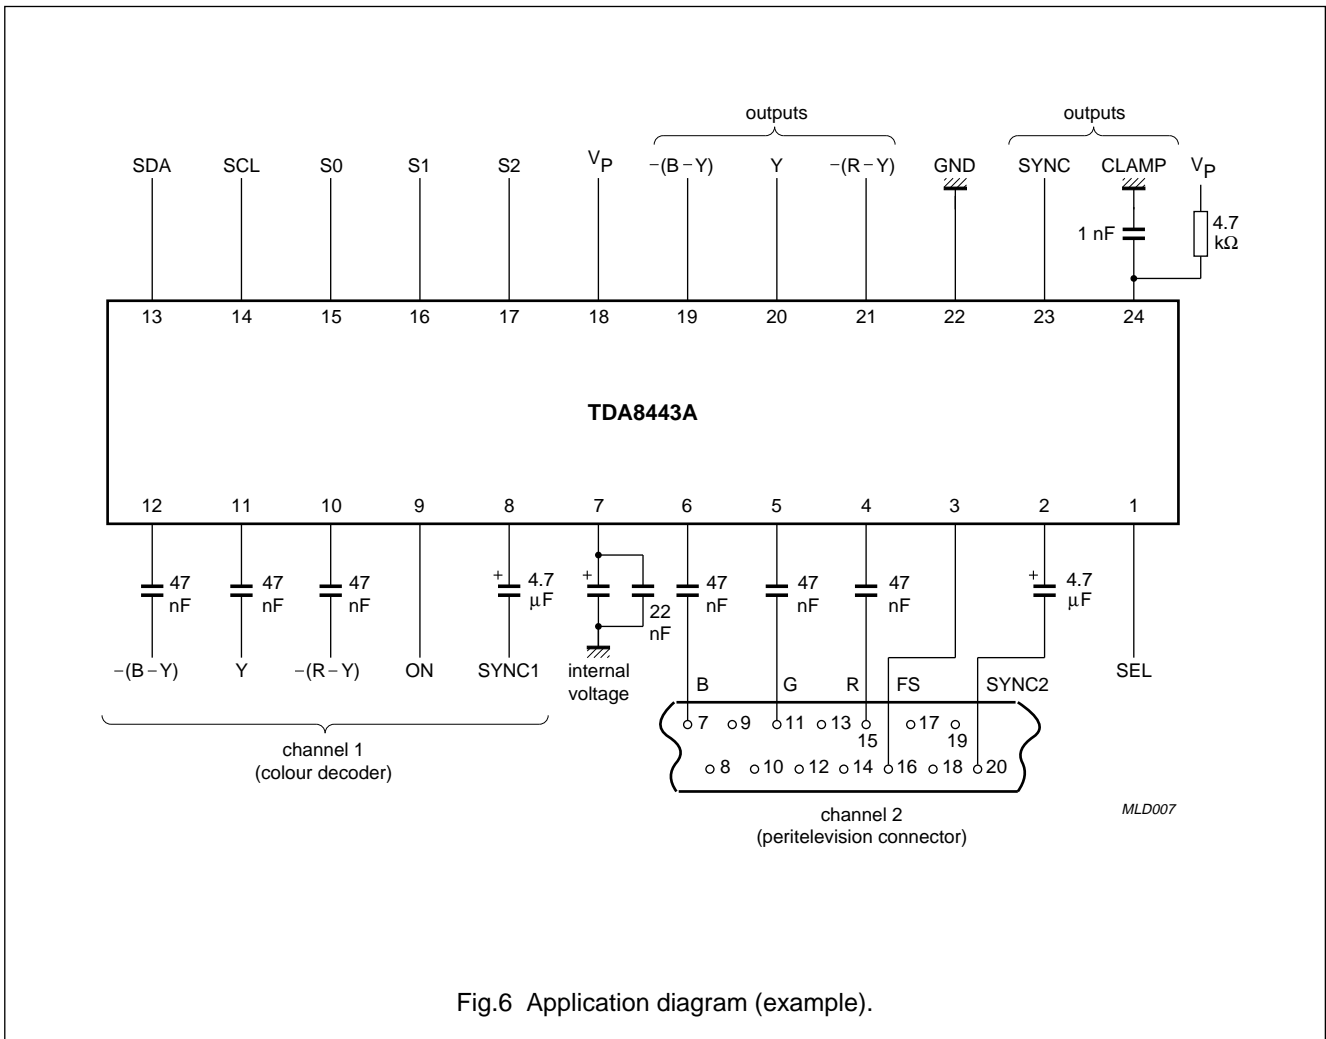 outputs outputs
SDA SCL S0 S1 S2 VP −(B−Y) Y −(R−Y) GND SYNC CLAMP VP
1 nF 4.7
kΩ
13 14 15 16 17 18 19 20 21 22 23 24
TDA8443A
12 11 10 9 8 7 6 5 4 3 2 1
47
nF
47
nF
47
nF
+ 4.7
µF
+
22
nF
47
nF
47
nF
47
nF
+ 4.7
µF
−(B−Y) Y −(R−Y) ON SYNC1 internal
voltage
B G R FS SYNC2 SEL
7 9 11 13 15 17 19
8 10 12 14 16 18 20
channel 1
(colour decoder)
channel 2
(peritelevision connector)
MLD007
Fig.6 Application diagram (example).